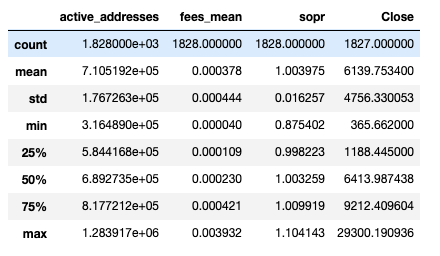 active_addresses fees_mean sopr Close
count 1.828000e+03 1828.000000 1828.000000 1827.000000
mean 7.105192e+05 0.000378 1.003975 6139.753400
std 1.767263e+05 0.000444 0.016257 4756.330053
min 3.164890e+05 0.000040 0.875402 365.662000
25% 5.844168e+05 0.000109 0.998223 1188.445000
50% 6.892735e+05 0.000230 1.003259 6413.987438
75% 8.177212e+05 0.000421 1.009919 9212.409604
max 1.283917e+06 0.003932 1.104143 29300.190936